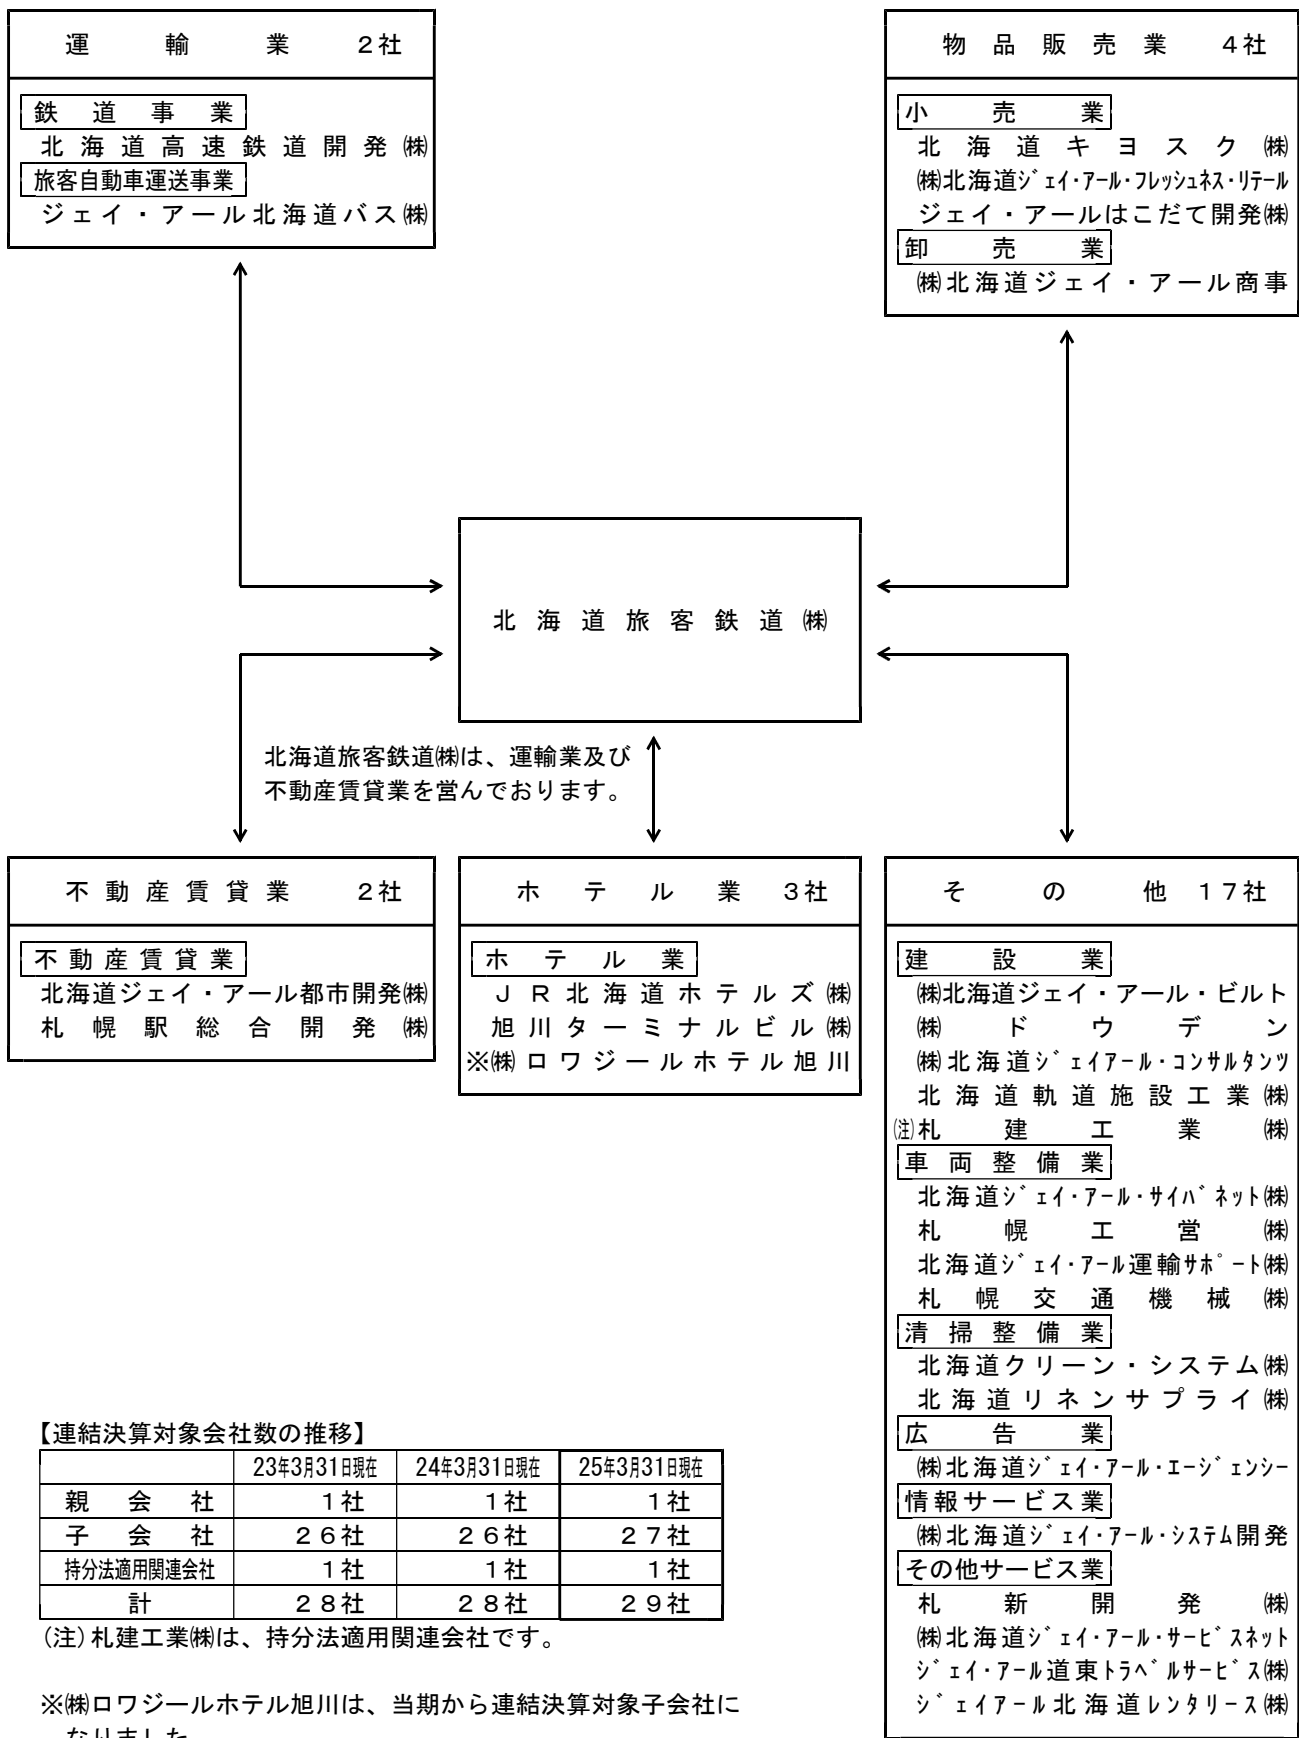 運輸業 2社
鉄道事業
北海道高速鉄道開発㈱
旅客自動車運送事業
ジェイ・アール北海道バス㈱
物品販売業 4社
小売業
北海道キヨスク㈱
㈱北海道ジェイ・アール・フレッシュネス・リテール
ジェイ・アールはこだて開発㈱
卸売業
㈱北海道ジェイ・アール商事
北海道旅客鉄道㈱
北海道旅客鉄道㈱は、運輸業及び
不動産賃貸業を営んでおります。
不動産賃貸業 2社
不動産賃貸業
北海道ジェイ・アール都市開発㈱
札幌駅総合開発㈱
ホテル業 3社
ホテル業
JR北海道ホテルズ㈱
旭川ターミナルビル㈱
※㈱ロワジールホテル旭川
その他 17社
建設業
㈱北海道ジェイ・アール・ビルト
㈱ドウデン
㈱北海道ジェイアール・コンサルタンツ
北海道軌道施設工業㈱
(注)札建工業㈱
車両整備業
北海道ジェイ・アール・サイバネット㈱
札幌工営㈱
北海道ジェイ・アール運輸サポート㈱
札幌交通機械㈱
清掃整備業
北海道クリーン・システム㈱
北海道リネンサプライ㈱
広告業
㈱北海道ジェイ・アール・エージェンシー
情報サービス業
㈱北海道ジェイ・アール・システム開発
その他サービス業
札新開発㈱
㈱北海道ジェイ・アール・サービスネット
ジェイ・アール道東トラベルサービス㈱
ジェイアール北海道レンタリース㈱
【連結決算対象会社数の推移】
23年3月31日現在 24年3月31日現在 25年3月31日現在
親会社 1社 1社 1社
子会社 26社 26社 27社
持分法適用関連会社 1社 1社 1社
計 28社 28社 29社
(注)札建工業㈱は、持分法適用関連会社です。
※㈱ロワジールホテル旭川は、当期から連結決算対象子会社に
なりました